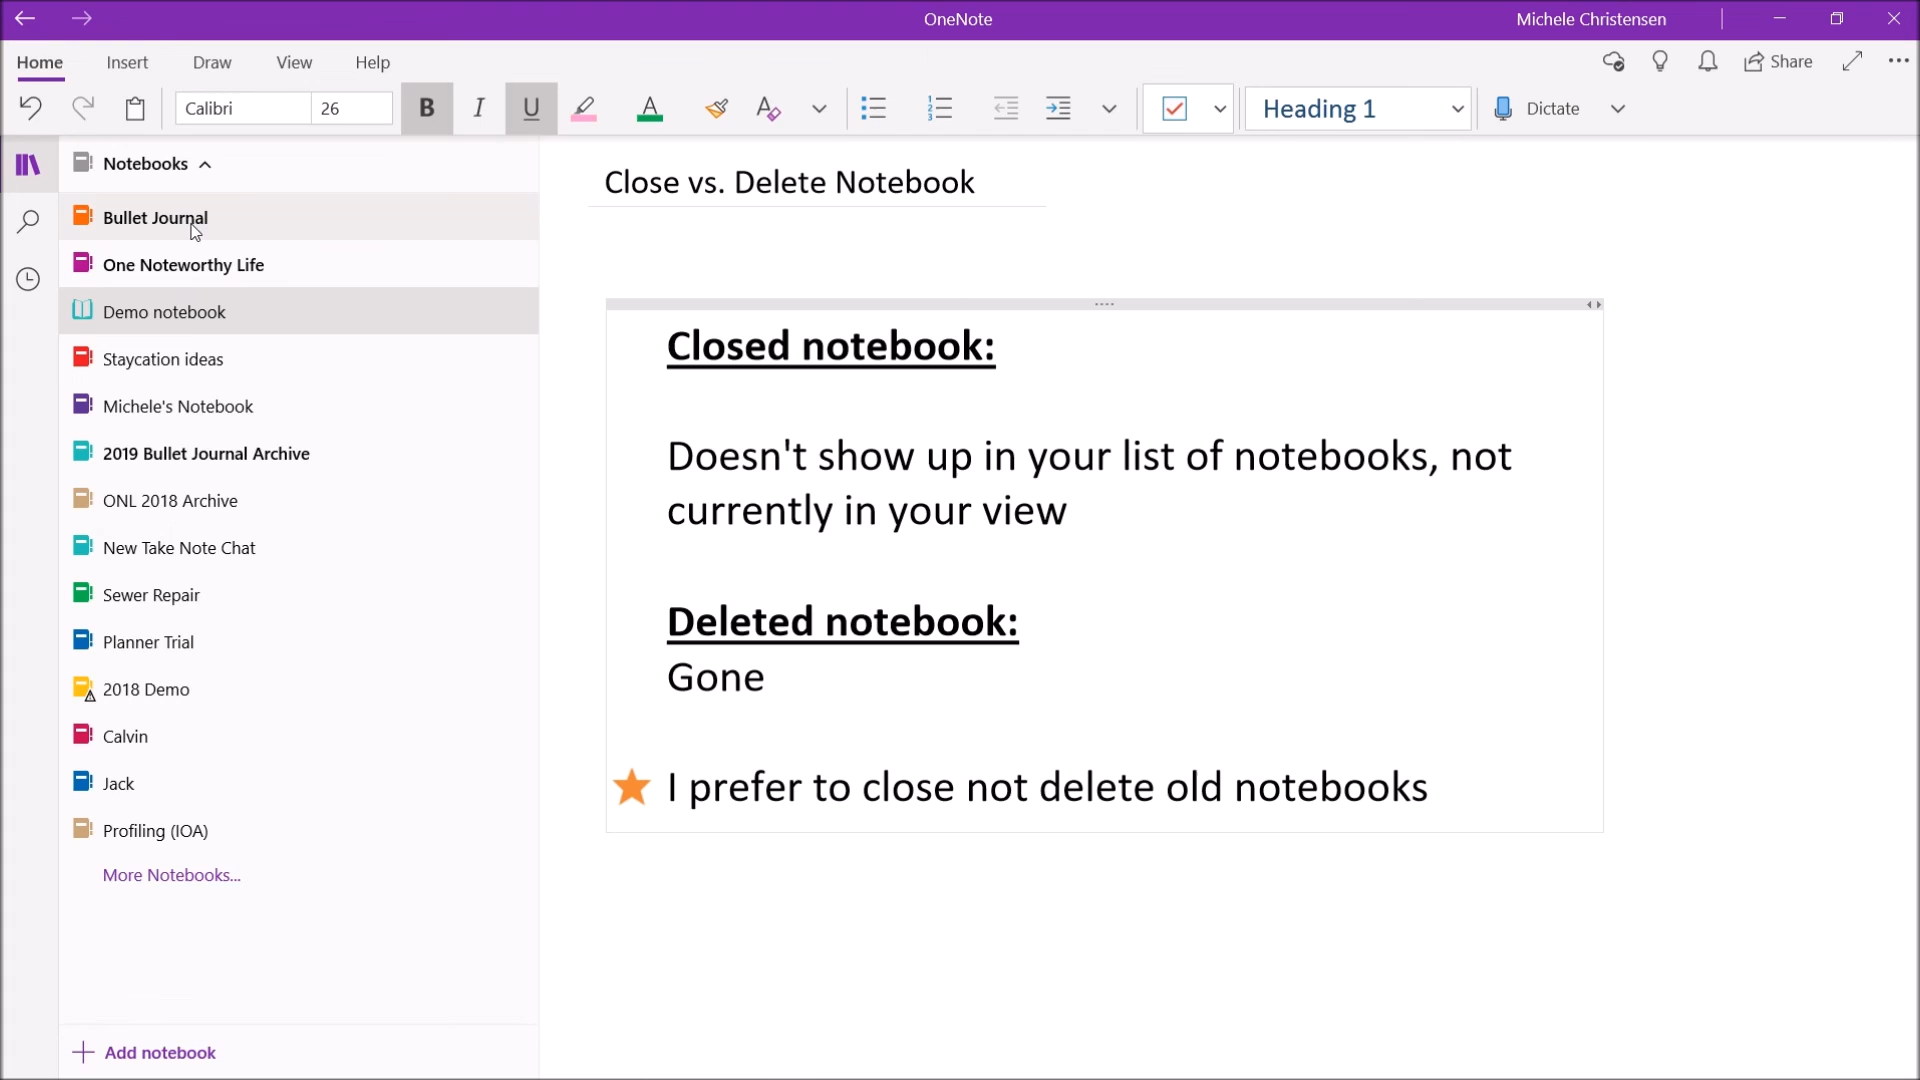 OneNote
Michele Christensen
Home
Insert
Draw
View
Help
Share
Calibri
26
B
I
U
A
A
1
2
3
Heading 1
Dictate
Notebooks
Bullet Journal
One Noteworthy Life
Demo notebook
Staycation ideas
Michele's Notebook
2019 Bullet Journal Archive
ONL 2018 Archive
New Take Note Chat
Sewer Repair
Planner Trial
2018 Demo
Calvin
Jack
Profiling (IOA)
More Notebooks...
Add notebook
Close vs. Delete Notebook
Closed notebook:
Doesn't show up in your list of notebooks, not
currently in your view
Deleted notebook:
Gone
I prefer to close not delete old notebooks